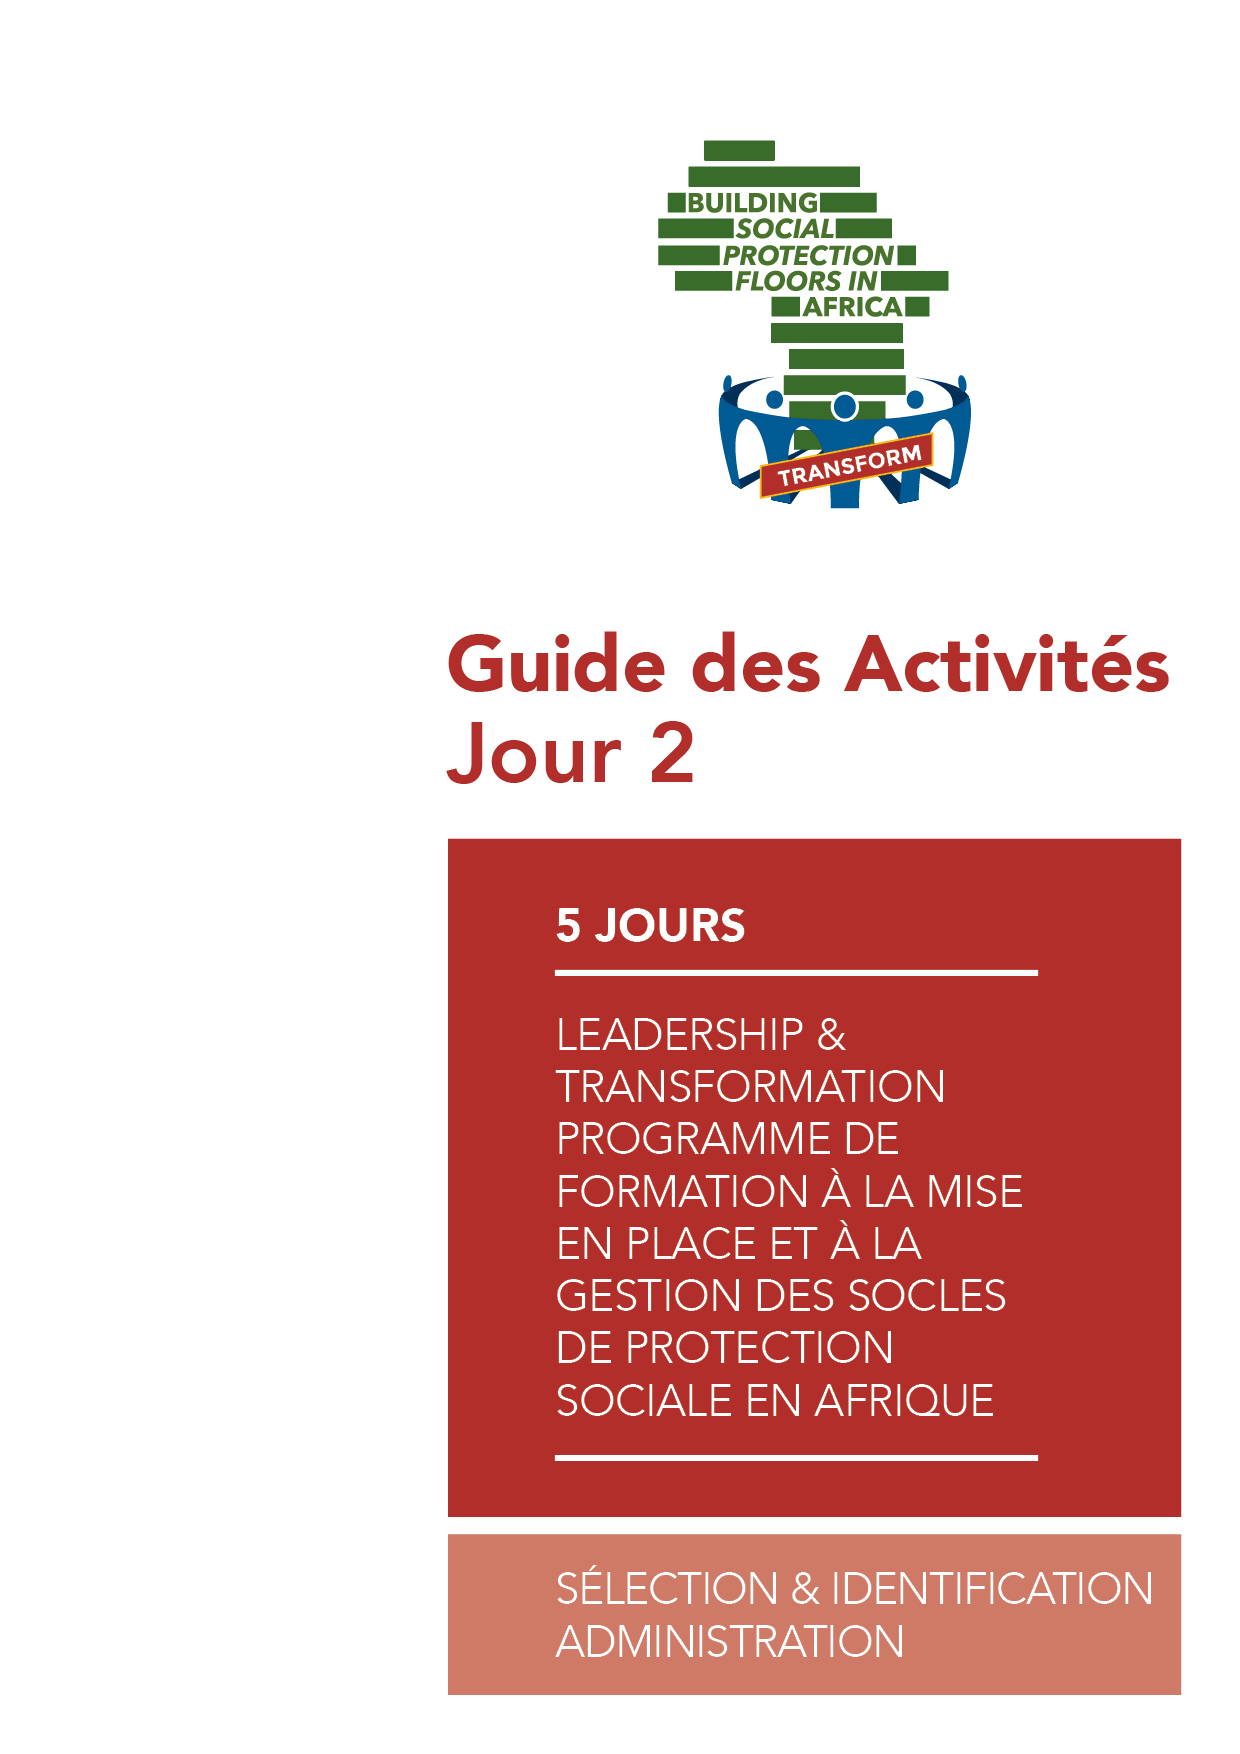 BUILDING
SOCIAL
PROTECTION
FLOORS IN
AFRICA
TRANSFORM
Guide des Activités
Jour 2
5 JOURS
LEADERSHIP &
TRANSFORMATION
PROGRAMME DE
FORMATION À LA MISE
EN PLACE ET À LA
GESTION DES SOCLES
DE PROTECTION
SOCIALE EN AFRIQUE
SÉLECTION & IDENTIFICATION
ADMINISTRATION